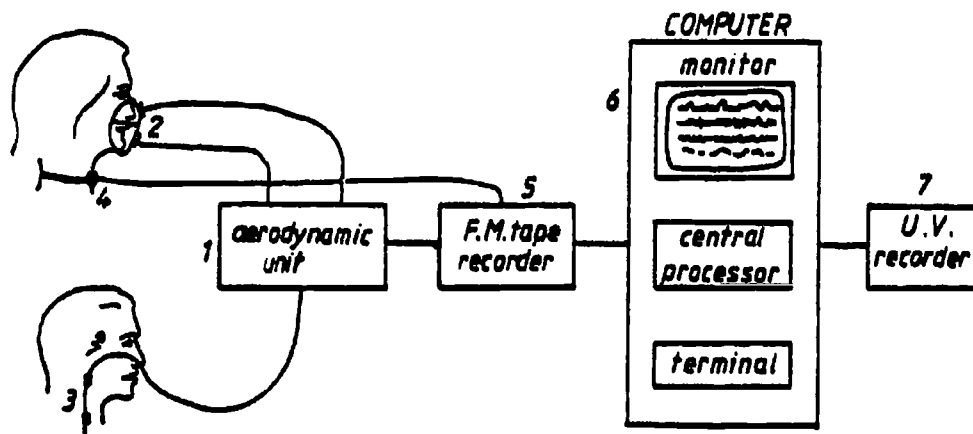 COMPUTER
monitor
6
2
4
5
7
1
aerodynamic
unit
F.M.tape
recorder
central
processor
U.V.
recorder
3
terminal